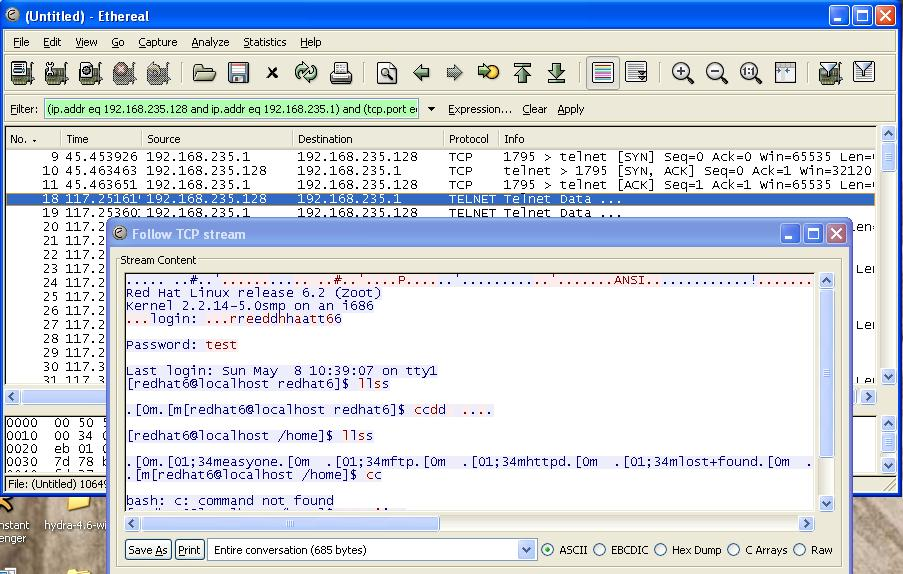 (Untitled) - Ethereal
File Edit View Go Capture Analyze Statistics Help
Filter: (ip.addr eq 192.168.235.128 and ip.addr eq 192.168.235.1) and (tcp.port e Expression... Clear Apply
No. . Time Source Destination Protocol Info
9 45.453926 192.168.235.1 192.168.235.128 TCP 1795 > telnet [SYN] Seq=0 Ack=0 Win=65535 Len=
10 45.463463 192.168.235.128 192.168.235.1 TCP telnet > 1795 [SYN, ACK] Seq=0 Ack=1 Win=32120
11 45.463651 192.168.235.1 192.168.235.128 TCP 1795 > telnet [ACK] Seq=1 Ack=1 Win=65535 Len=
18 117.25161 192.168.235.128 192.168.235.1 TELNET Telnet Data ...
19 117.25360 192.168.235.1 192.168.235.128 TELNET Telnet Data ...
20 117.2
21 117.2
22 117.2
23 117.2
24 117.2
25 117.2
26 117.2
27 117.2 Le
28 117.2
29 117.2
30 117.3 Le
31 117.3
Follow TCP stream
Stream Content
..... ..#..'....... ..... ..#..'.....P.....'........... .'.......ANSI............!.......
Red Hat Linux release 6.2 (Zoot)
Kernel 2.2.14-5.0smp on an i686
...login: ...rreeddhhaatt66
Password: test
Last login: Sun May  8 10:39:07 on tty1
[redhat6@localhost redhat6]$ llss
.[0m.[m[redhat6@localhost redhat6]$ ccdd  ....
[redhat6@localhost /home]$ llss
.[0m.[01;34measyone.[0m  .[01;34mftp.[0m  .[01;34mhttpd.[0m  .[01;34mlost+found.[0m  .
.[m[redhat6@localhost /home]$ cc
bash: c: command not found
0000 00 50 5
0010 00 34 0
0020 eb 01 0
0030 7d 78 b
File: (Untitled) 1064
Save As Print Entire conversation (685 bytes) ASCII EBCDIC Hex Dump C Arrays Raw
nstant
enger
hydra-4.6-wi